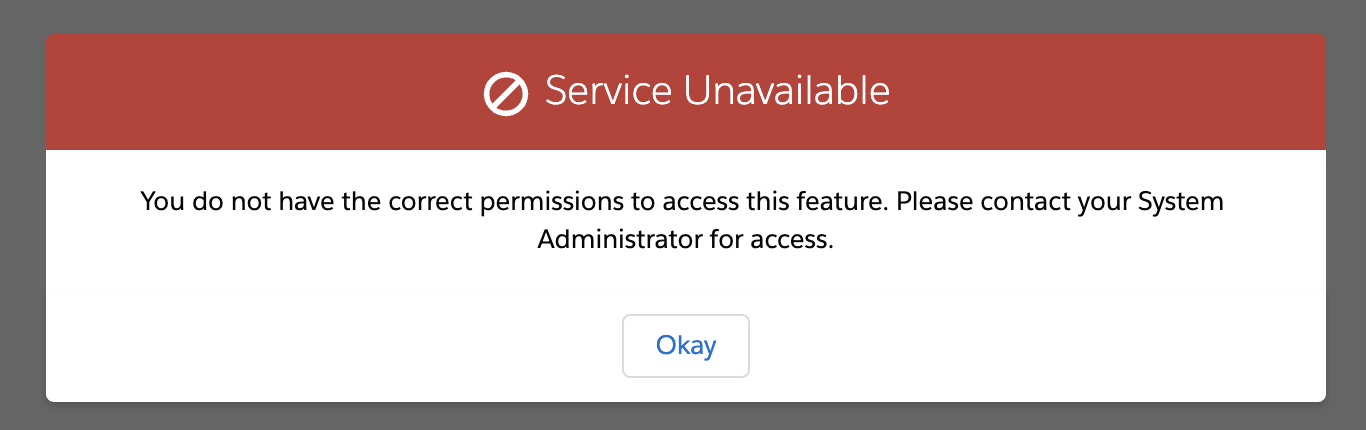 Service Unavailable
You do not have the correct permissions to access this feature. Please contact your System
Administrator for access.
Okay